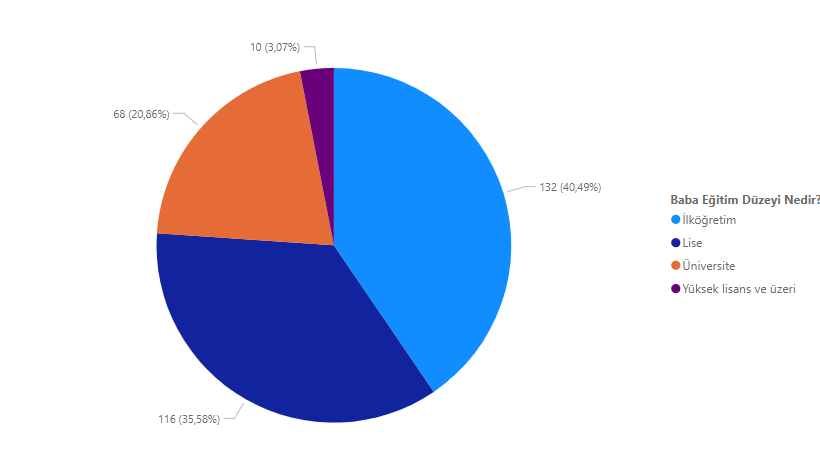 10 (3,07%)
68 (20,86%)
132 (40,49%)
116 (35,58%)
Baba Eğitim Düzeyi Nedir?
İlköğretim
Lise
Üniversite
Yüksek lisans ve üzeri